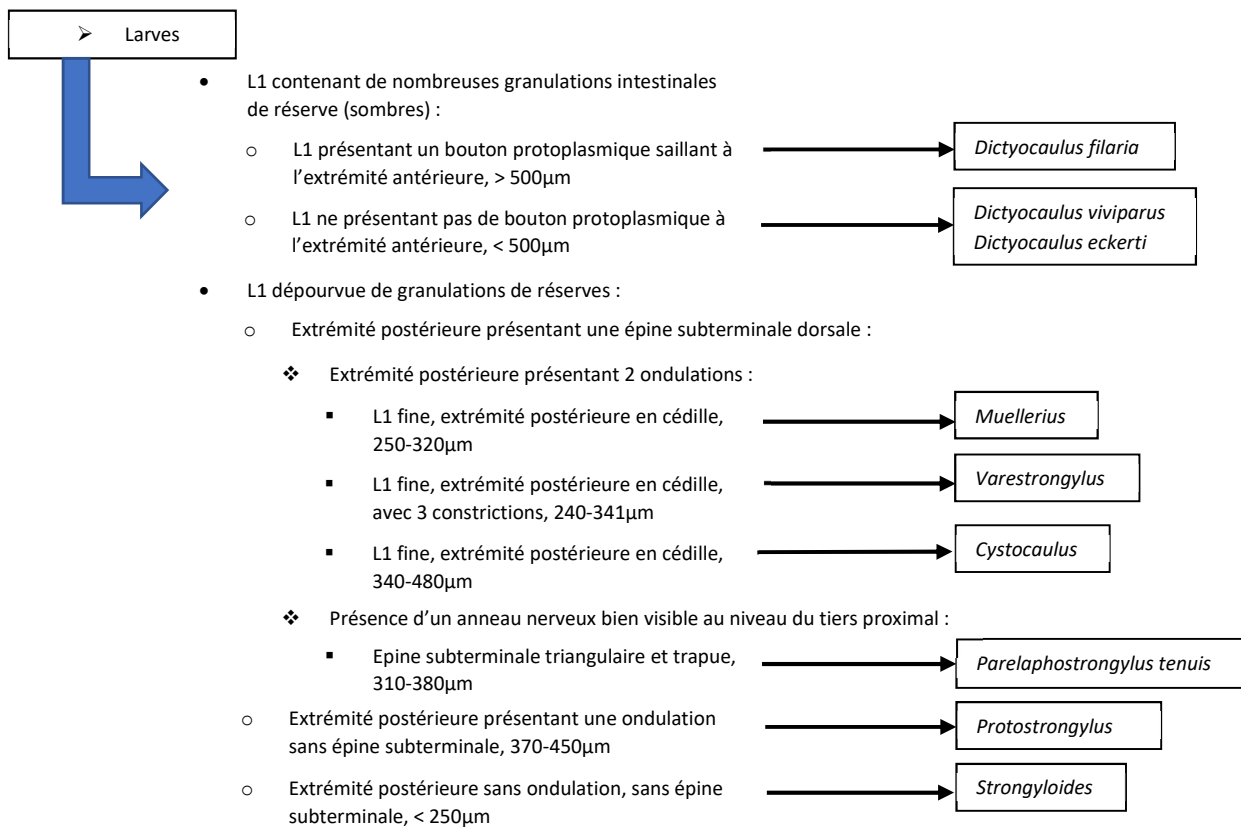 ➢ Larves
• L1 contenant de nombreuses granulations intestinales
de réserve (sombres) :
o L1 présentant un bouton protoplasmique saillant à
l'extrémité antérieure, > 500µm
Dictyocaulus filaria
o L1 ne présentant pas de bouton protoplasmique à
l'extrémité antérieure, < 500µm
Dictyocaulus viviparus
Dictyocaulus eckerti
• L1 dépourvue de granulations de réserves :
o Extrémité postérieure présentant une épine subterminale dorsale :
❖ Extrémité postérieure présentant 2 ondulations :
▪ L1 fine, extrémité postérieure en cédille,
250-320µm
Muellerius
▪ L1 fine, extrémité postérieure en cédille,
avec 3 constrictions, 240-341µm
Varestrongylus
▪ L1 fine, extrémité postérieure en cédille,
340-480µm
Cystocaulus
❖ Présence d'un anneau nerveux bien visible au niveau du tiers proximal :
▪ Epine subterminale triangulaire et trapue,
310-380µm
Parelaphostrongylus tenuis
o Extrémité postérieure présentant une ondulation
sans épine subterminale, 370-450µm
Protostrongylus
o Extrémité postérieure sans ondulation, sans épine
subterminale, < 250µm
Strongyloides